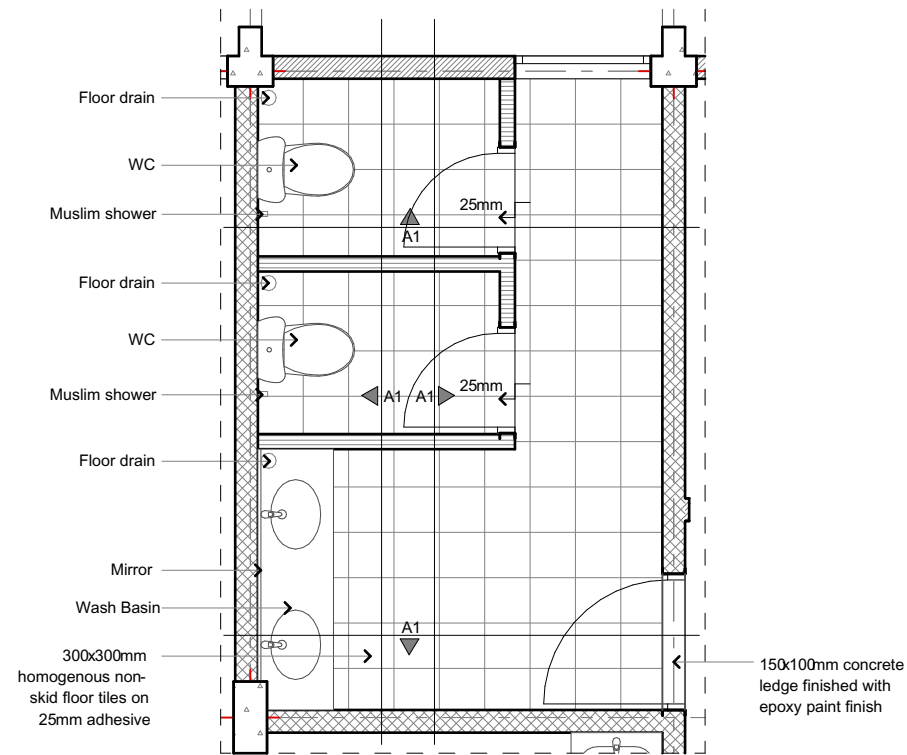 Floor drain
WC
Muslim shower
25mm
A1
Floor drain
WC
Muslim shower
25mm
A1
A1
Floor drain
Mirror
Wash Basin
A1
300x300mm
homogenous non-
skid floor tiles on
25mm adhesive
150x100mm concrete
ledge finished with
epoxy paint finish